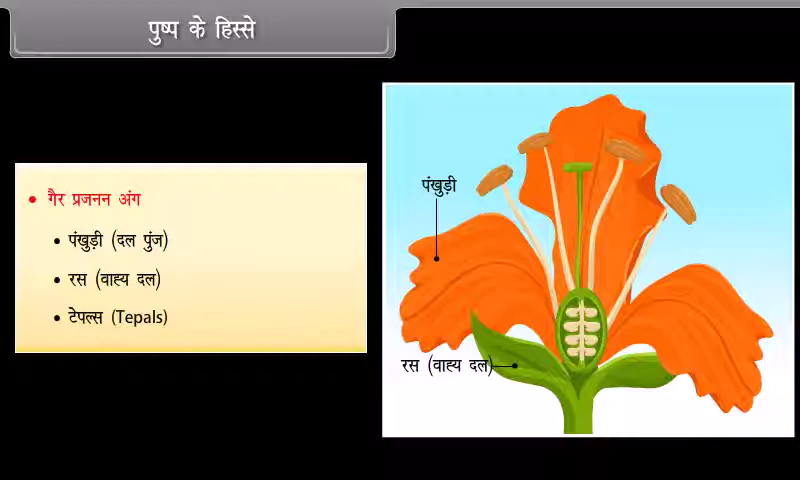 पुष्प के हिस्से
गैर प्रजनन अंग
पंखुड़ी (दल पुंज)
रस (वाह्य दल)
टेपल्स (Tepals)
पंखुड़ी
रस (वाह्य दल)